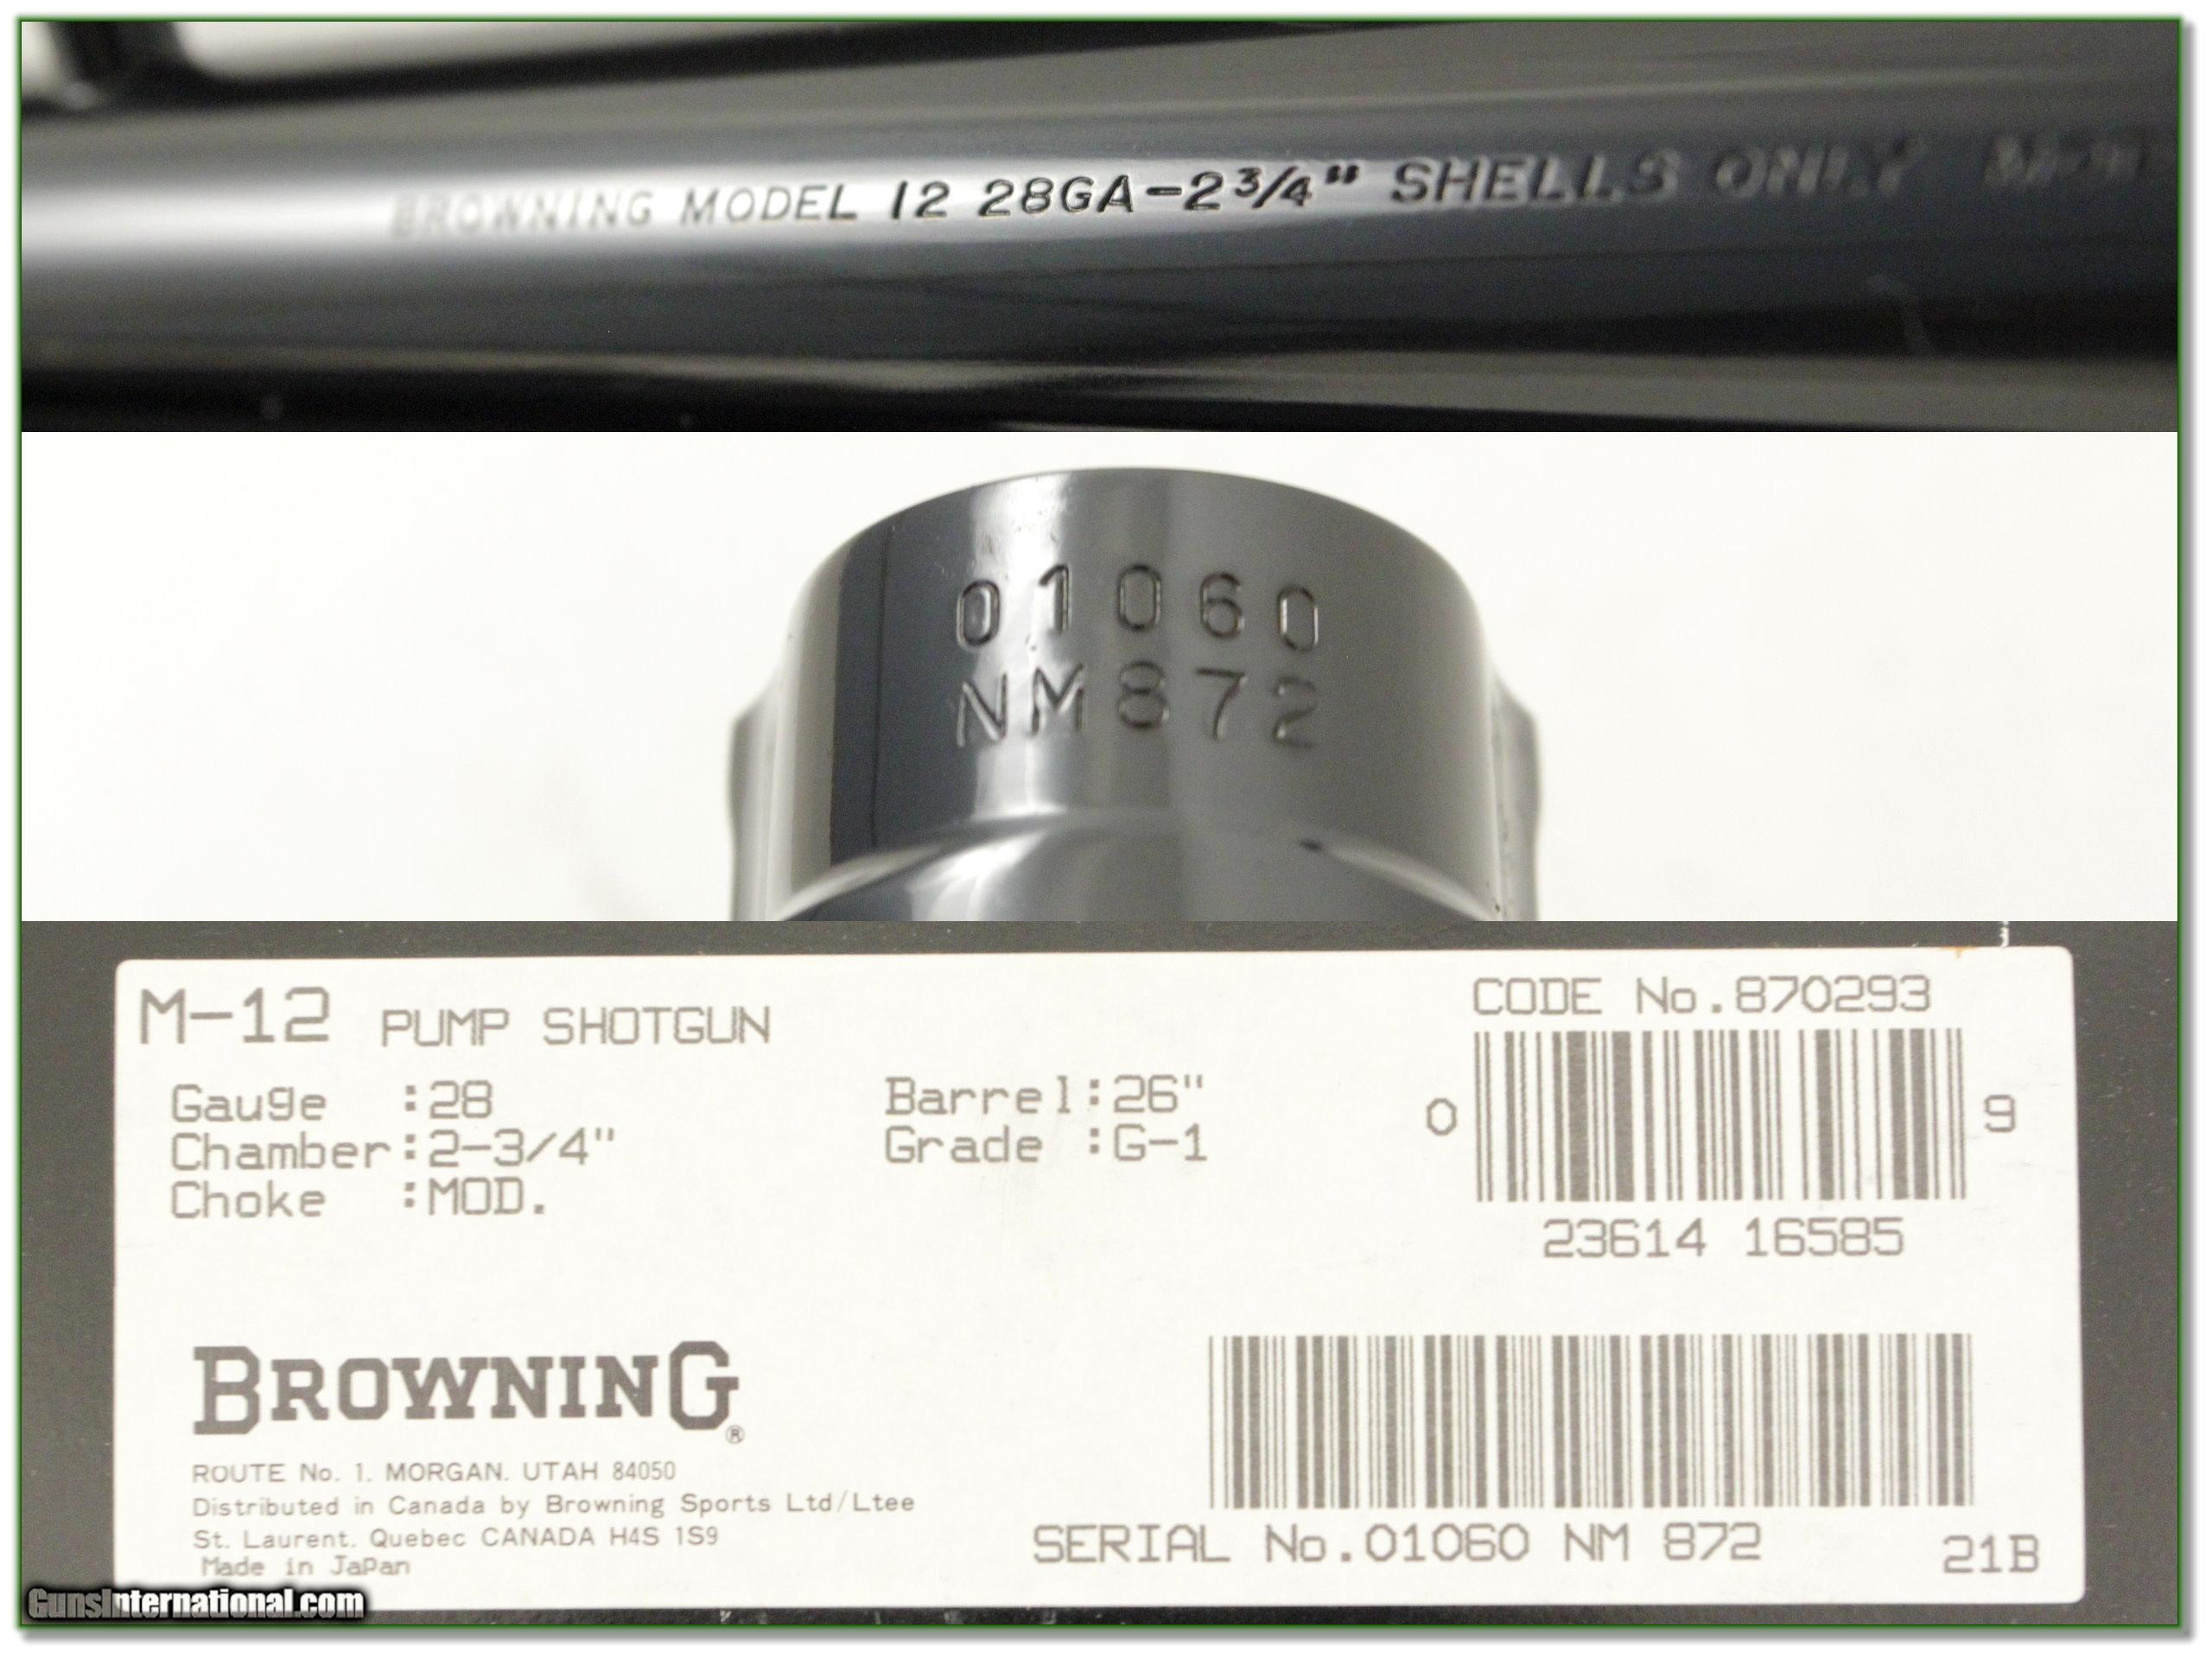 BROWNING MODEL 12 28GA-2 3/4" SHELLS ONLY
01060
NM872
M-12 PUMP SHOTGUN
Gauge :28
Chamber:2-3/4"
Choke :MOD.
Barrel:26"
Grade :G-1
CODE No.870293
0 9
23614 16585
BROWNING®
ROUTE No. 1. MORGAN. UTAH 84050
Distributed in Canada by Browning Sports Ltd/Ltee
St. Laurent. Quebec CANADA H4S 1S9
Made in Japan
SERIAL No.01060 NM 872
21B
GunsInternational.com